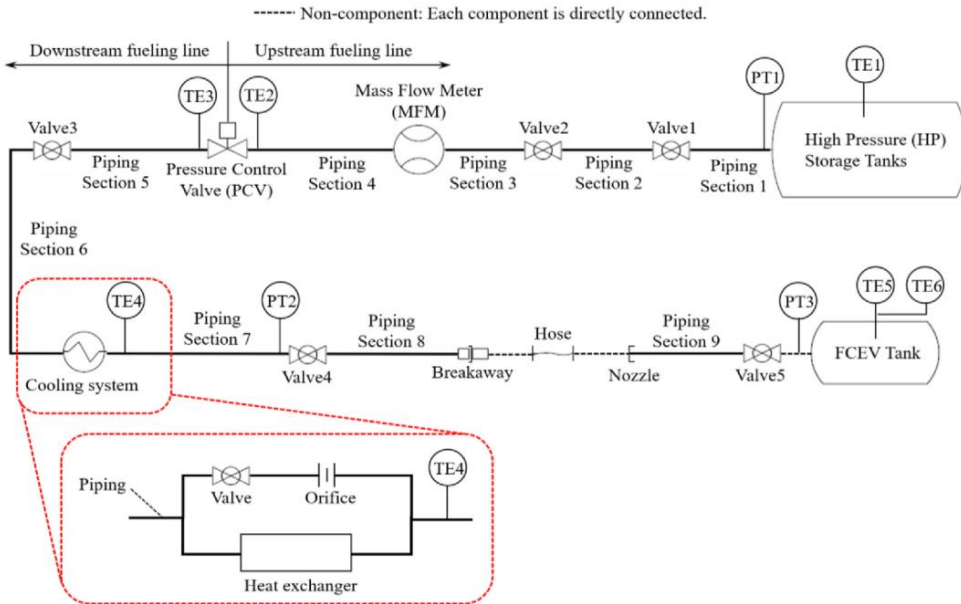 Non-component: Each component is directly connected.
Downstream fueling line
Upstream fueling line
TE3
TE2
Mass Flow Meter
(MFM)
PT1
TE1
Valve3
Valve2
Valve1
High Pressure (HP)
Storage Tanks
Piping
Section 5
Pressure Control
Valve (PCV)
Piping
Section 4
Piping
Section 3
Piping
Section 2
Piping
Section 1
Piping
Section 6
TE4
Piping
Section 7
PT2
Piping
Section 8
Hose
Piping
Section 9
PT3
TE5
TE6
FCEV Tank
Cooling system
Valve4
Breakaway
Nozzle
Valve5
Piping
Valve
Orifice
TE4
Heat exchanger